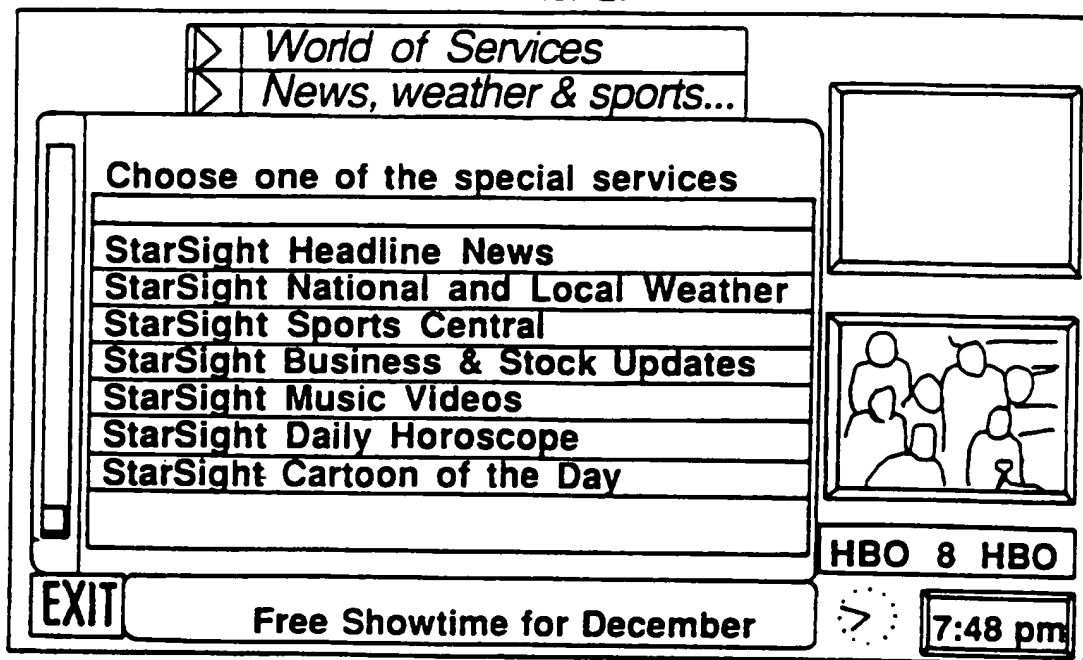 World of Services
News, weather & sports...
Choose one of the special services
StarSight Headline News
StarSight National and Local Weather
StarSight Sports Central
StarSight Business & Stock Updates
StarSight Music Videos
StarSight Daily Horoscope
StarSight Cartoon of the Day
HBO 8 HBO
EXIT
Free Showtime for December
7:48 pm